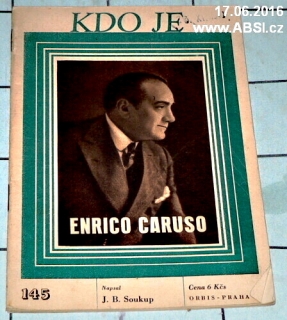 17.06.2016
www.ABSI.cz
KDO JE
ENRICO CARUSO
145
Napsal
J. B. Soukup
Cena 6 Kčs
ORBIS - PRAHA